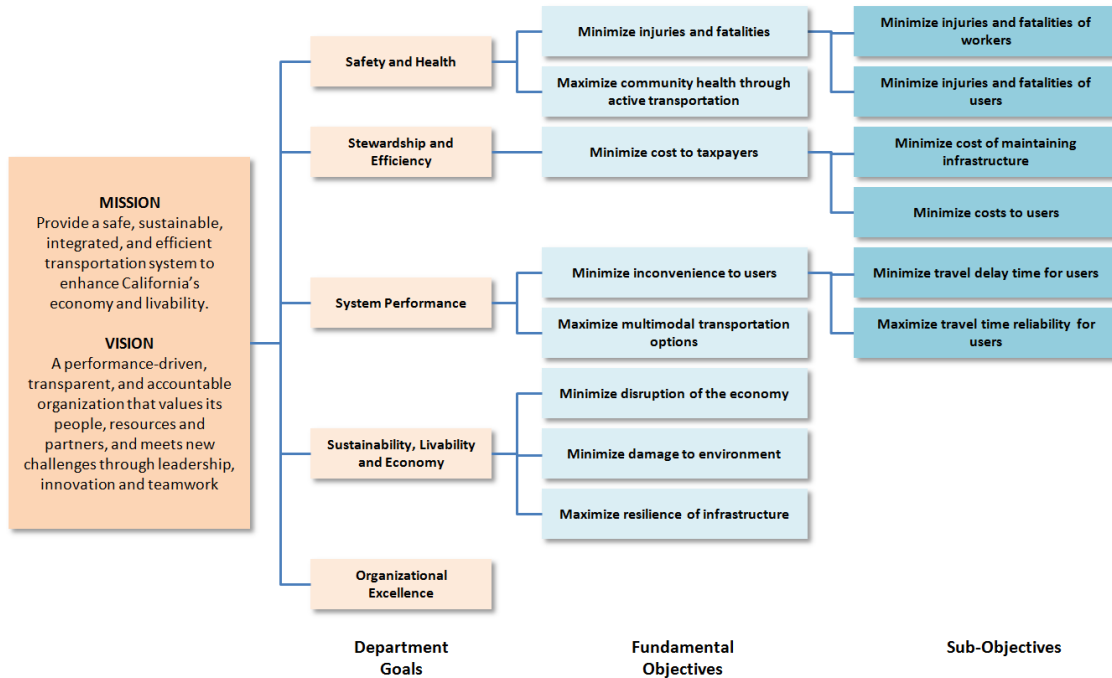 MISSION
Provide a safe, sustainable,
integrated, and efficient
transportation system to
enhance California's
economy and livability.
VISION
A performance-driven,
transparent, and accountable
organization that values its
people, resources and
partners, and meets new
challenges through leadership,
innovation and teamwork
Safety and Health
Stewardship and
Efficiency
System Performance
Sustainability, Livability
and Economy
Organizational
Excellence
Department
Goals
Minimize injuries and fatalities
Maximize community health through
active transportation
Minimize cost to taxpayers
Minimize inconvenience to users
Maximize multimodal transportation
options
Minimize disruption of the economy
Minimize damage to environment
Maximize resilience of infrastructure
Fundamental
Objectives
Minimize injuries and fatalities of
workers
Minimize injuries and fatalities of
users
Minimize cost of maintaining
infrastructure
Minimize costs to users
Minimize travel delay time for users
Maximize travel time reliability for
users
Sub-Objectives